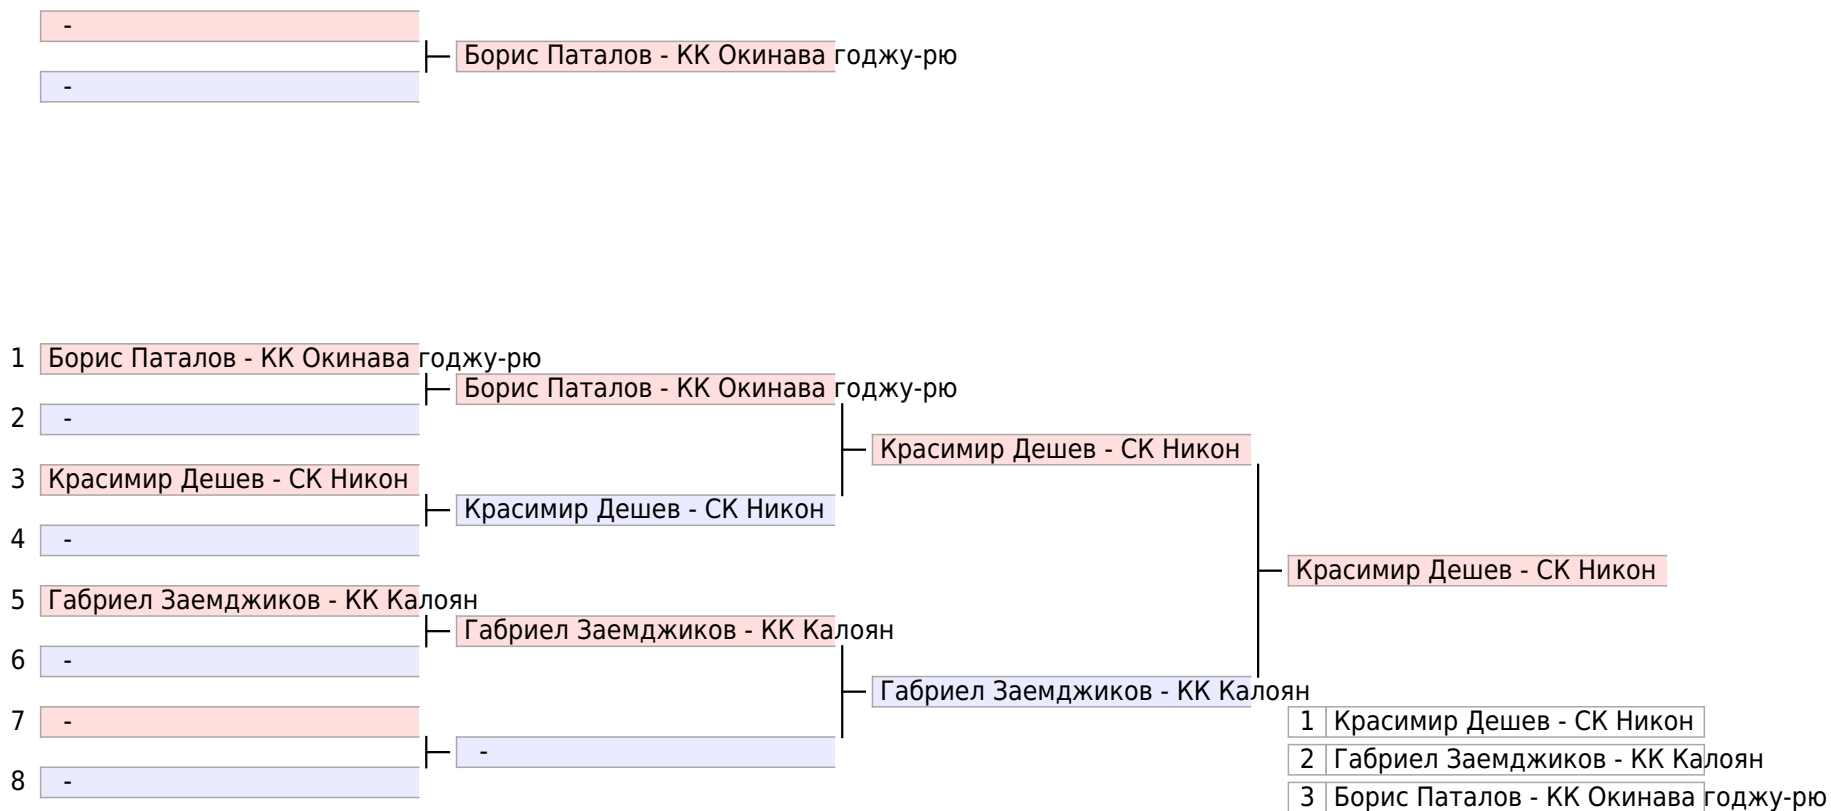 -
Борис Паталов - КК Окинава годжу-рю
-
1 Борис Паталов - КК Окинава годжу-рю
Борис Паталов - КК Окинава годжу-рю
2 -
Красимир Дешев - СК Никон
3 Красимир Дешев - СК Никон
Красимир Дешев - СК Никон
4 -
Красимир Дешев - СК Никон
5 Габриел Заемджиков - КК Калоян
Габриел Заемджиков - КК Калоян
6 -
Габриел Заемджиков - КК Калоян
7 -
-
8 -
1 Красимир Дешев - СК Никон
2 Габриел Заемджиков - КК Калоян
3 Борис Паталов - КК Окинава годжу-рю